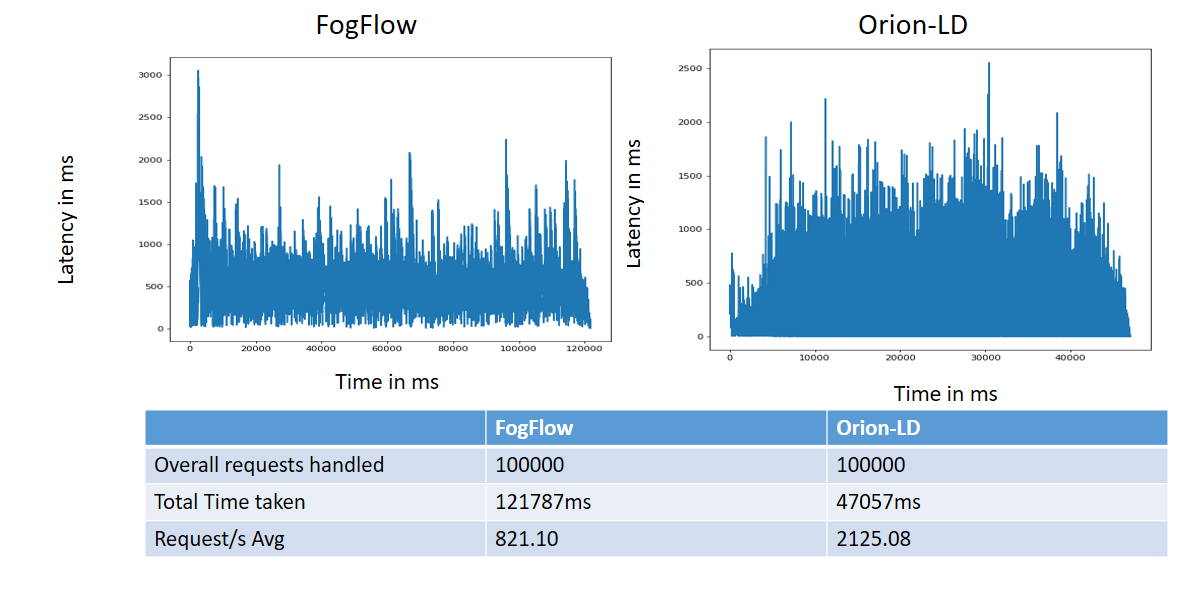 FogFlow
Orion-LD
Latency in ms
3000
2500
2000
1500
1000
500
0
0 20000 40000 60000 80000 100000 120000
Time in ms
Latency in ms
2500
2000
1500
1000
500
0
0 10000 20000 30000 40000
Time in ms
FogFlow Orion-LD
Overall requests handled 100000 100000
Total Time taken 121787ms 47057ms
Request/s Avg 821.10 2125.08